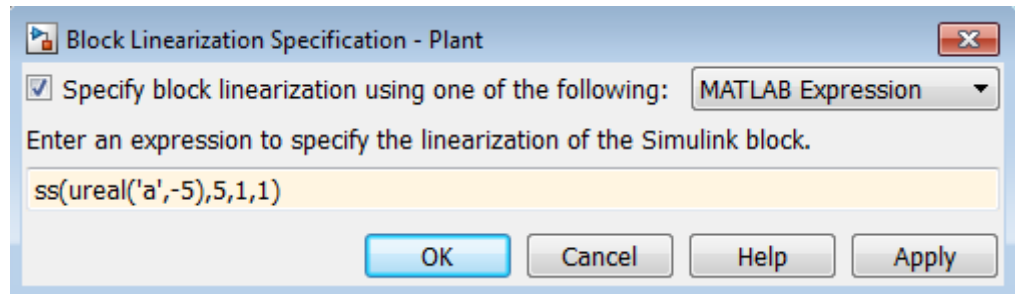 Block Linearization Specification - Plant
Specify block linearization using one of the following: MATLAB Expression
Enter an expression to specify the linearization of the Simulink block.
ss(ureal('a',-5),5,1,1)
OK Cancel Help Apply